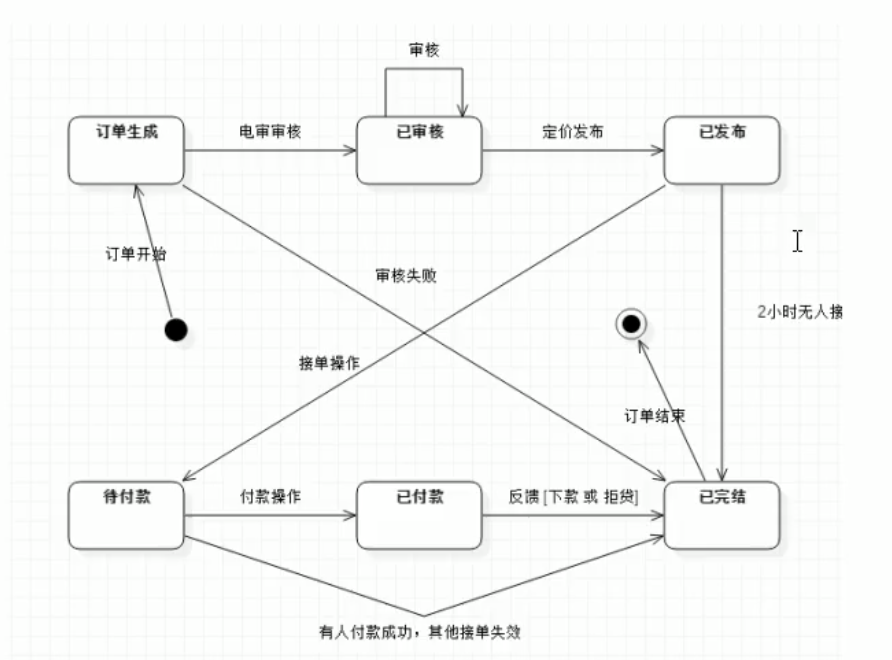 审核
订单生成
电审审核
已审核
定价发布
已发布
订单开始
审核失败
2小时无人接
接单操作
订单结束
待付款
付款操作
已付款
反馈 [下款 或 拒贷]
已完结
有人付款成功，其他接单失效